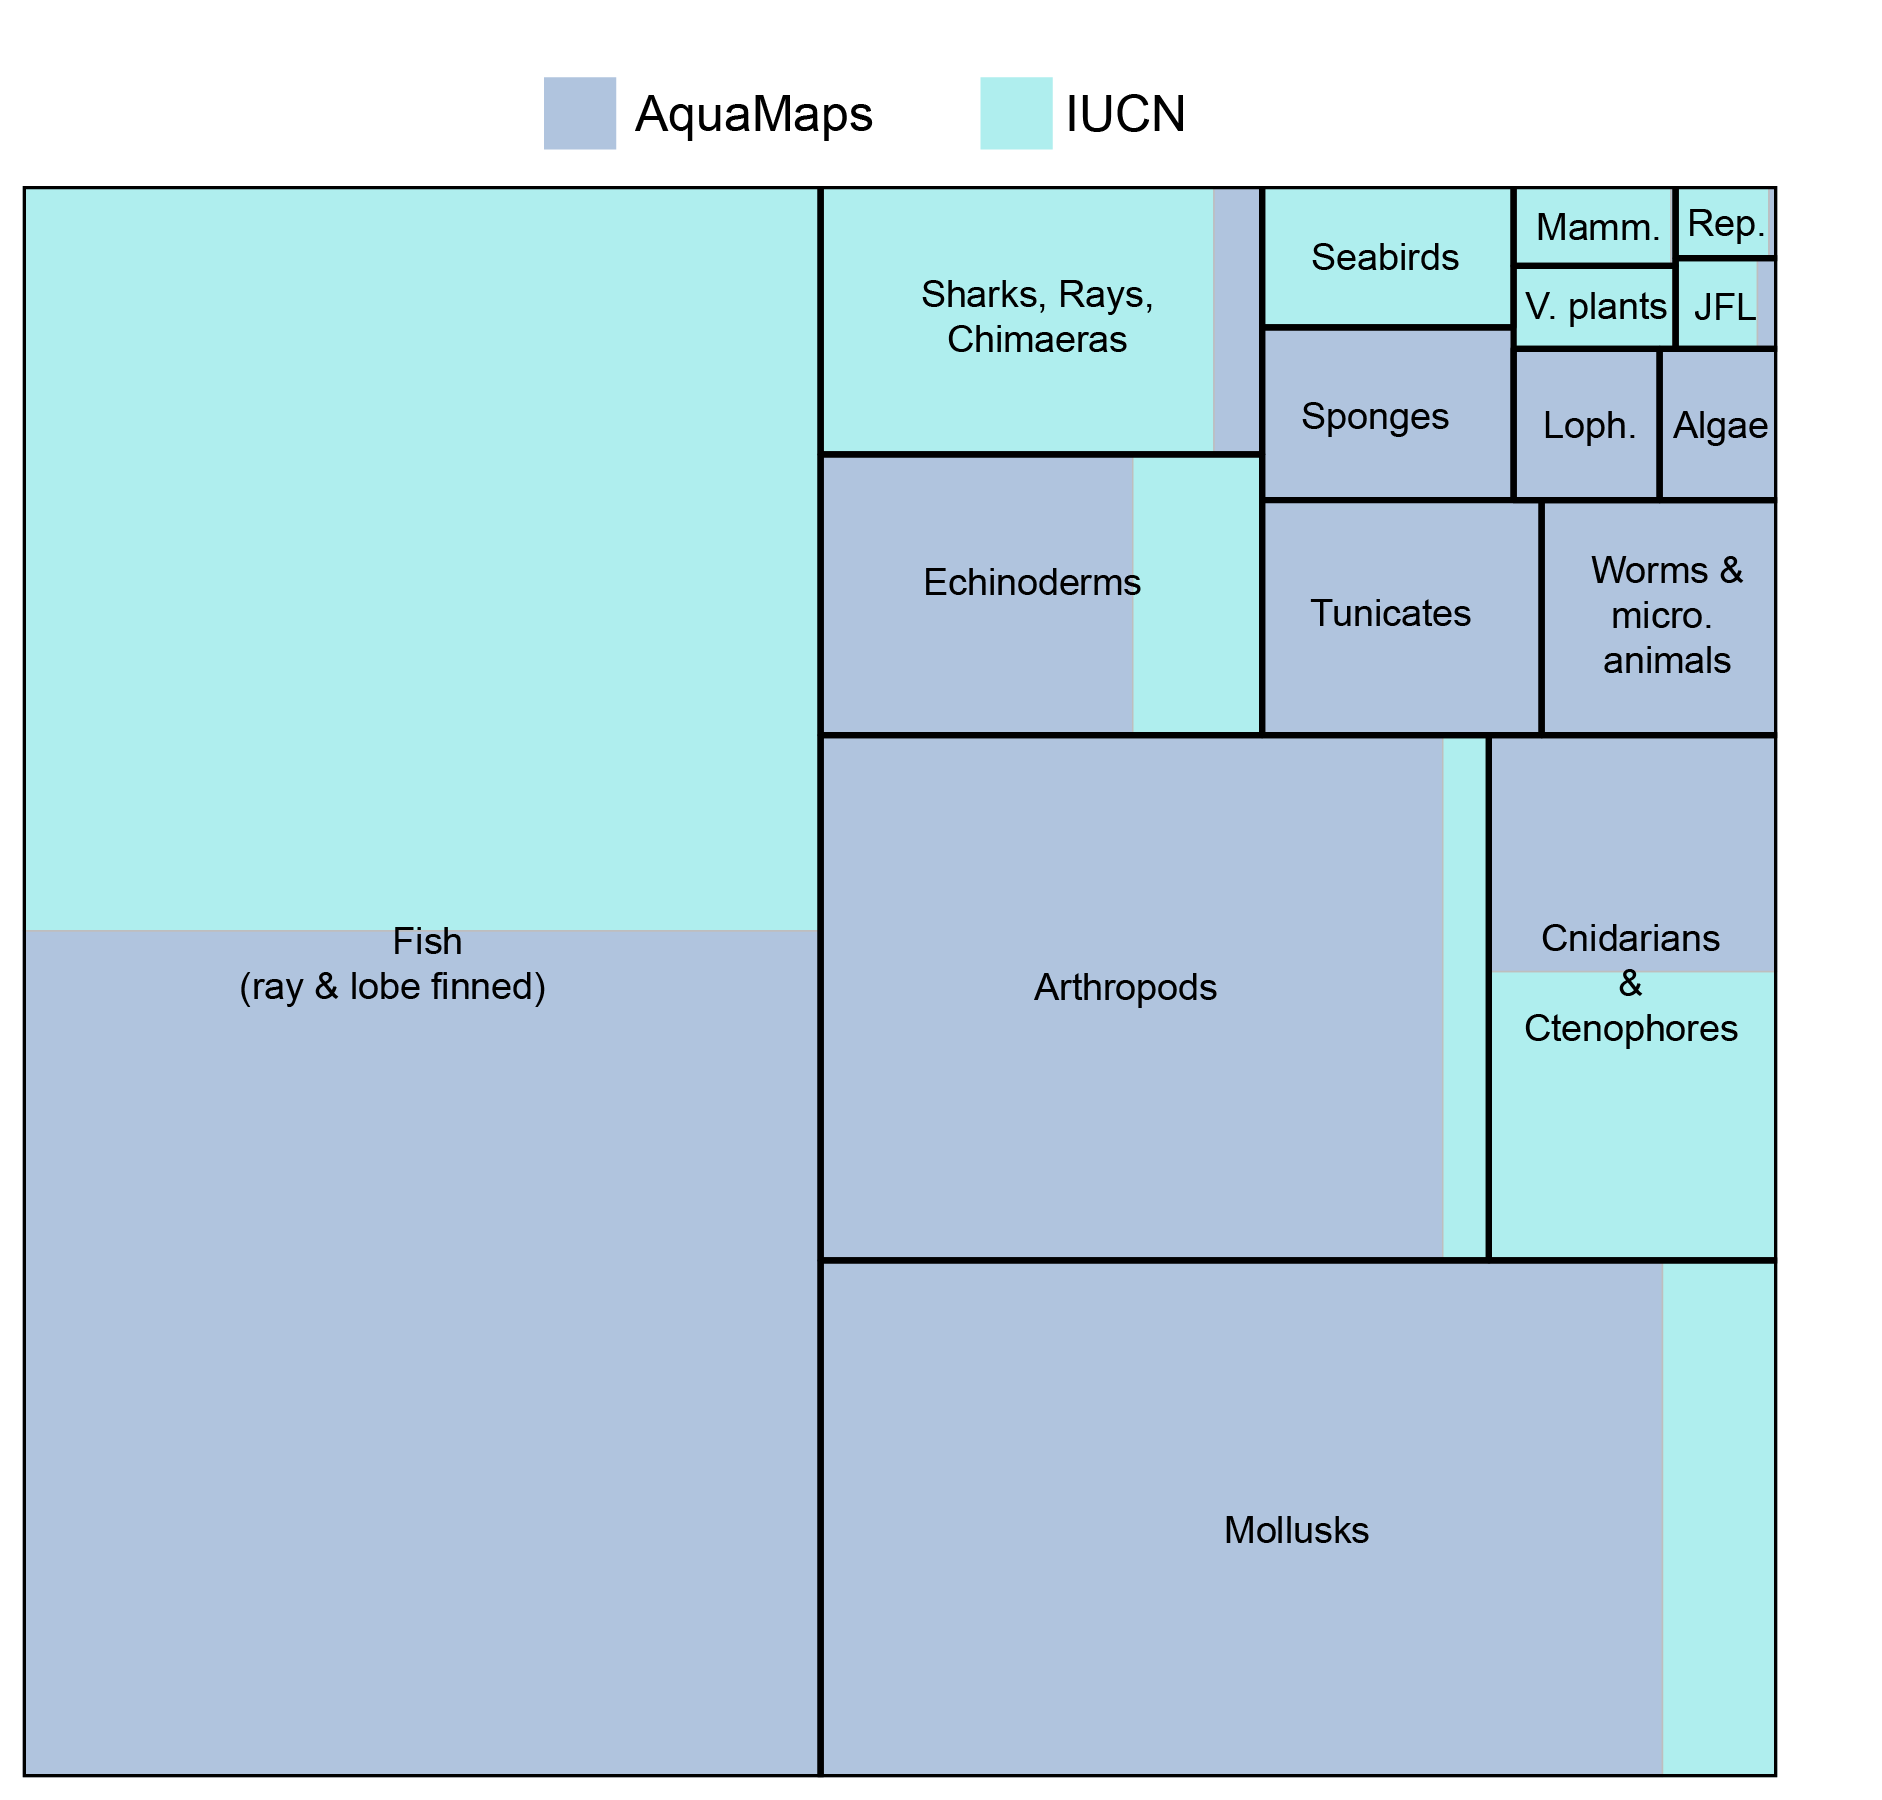 AquaMaps
IUCN
Fish
(ray & lobe finned)
Sharks, Rays,
Chimaeras
Echinoderms
Seabirds
Sponges
Mamm.
Rep.
V. plants
JFL
Loph.
Algae
Tunicates
Worms &
micro.
animals
Arthropods
Cnidarians
&
Ctenophores
Mollusks